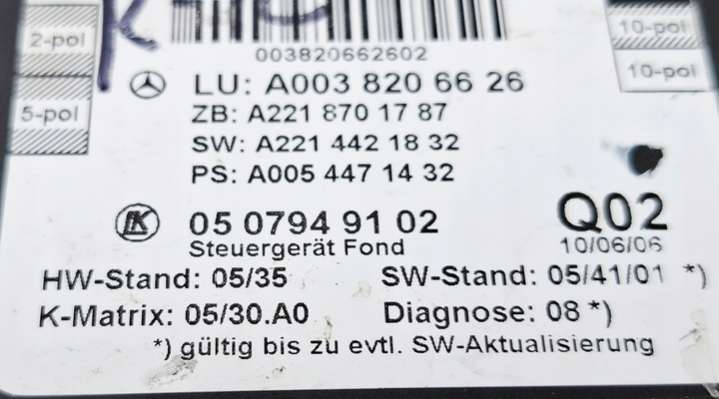 2-pol
5-pol
10-pol
10-pol
003820662602
LU: A003 820 66 26
ZB: A221 870 17 87
SW: A221 442 18 32
PS: A005 447 14 32
LK 05 0794 91 02 Q02
Steuergerät Fond 10/06/06
HW-Stand: 05/35 SW-Stand: 05/41/01 *)
K-Matrix: 05/30.A0 Diagnose: 08 *)
*) gültig bis zu evtl. SW-Aktualisierung